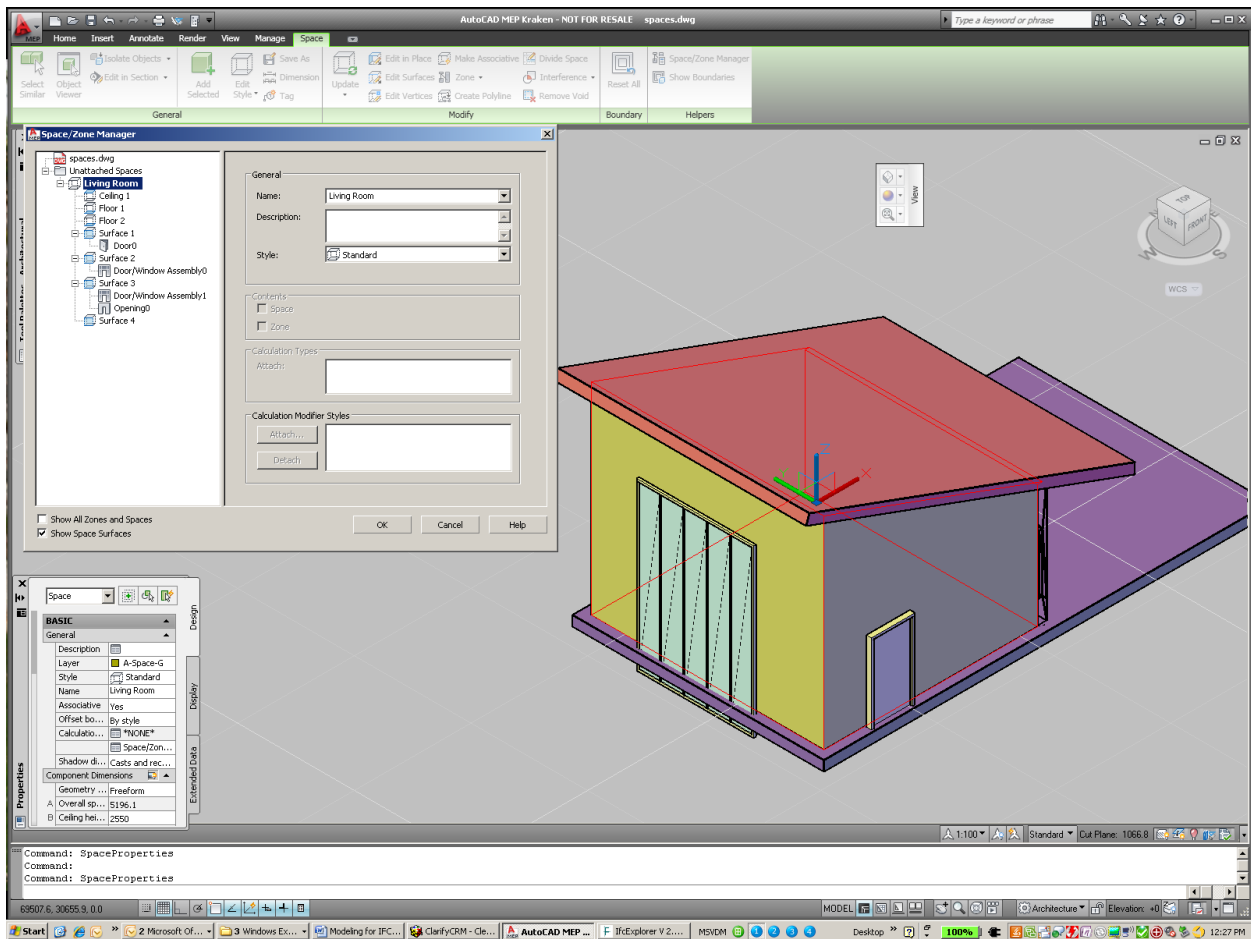 AutoCAD MEP Kraken - NOT FOR RESALE spaces.dwg
Type a keyword or phrase
MEP
Home Insert Annotate Render View Manage Space
Select Similar
Object Viewer
Isolate Objects
Edit in Section
Add Selected
Edit Style
Save As
Dimension
Tag
Update
Edit in Place
Edit Surfaces
Edit Vertices
Make Associative
Zone
Create Polyline
Divide Space
Interference
Remove Void
Reset All
Space/Zone Manager
Show Boundaries
General
Modify
Boundary
Helpers
Space/Zone Manager
spaces.dwg
Unattached Spaces
Living Room
Ceiling 1
Floor 1
Floor 2
Surface 1
Door0
Surface 2
Door/Window Assembly0
Surface 3
Door/Window Assembly1
Opening0
Surface 4
General
Name: Living Room
Description:
Style: Standard
Contents
Space
Zone
Calculation Types
Attach:
Calculation Modifier Styles
Attach...
Detach
Show All Zones and Spaces
Show Space Surfaces
OK Cancel Help
View
TOP
LEFT
FRONT
W
S
WCS
X
Y
Z
Space
BASIC
General
Description
Layer A-Space-G
Style Standard
Name Living Room
Associative Yes
Offset bo... By style
Calculatio... *NONE*
Space/Zon...
Shadow di... Casts and rec...
Component Dimensions
Geometry ... Freeform
A Overall sp... 5196.1
B Ceiling hei... 2550
Design
Display
Extended Data
Properties
1:100 Standard Cut Plane: 1066.8
Command: SpaceProperties
Command:
Command: SpaceProperties
69507.6, 30655.9, 0.0
MODEL
Architecture
Elevation: +0
Start
2 Microsoft Of...
3 Windows Ex...
Modeling for IFC...
ClarifyCRM - Cle...
AutoCAD MEP ...
IfcExplorer V 2....
MSVDM
1 2 3 4
Desktop
100%
12:27 PM